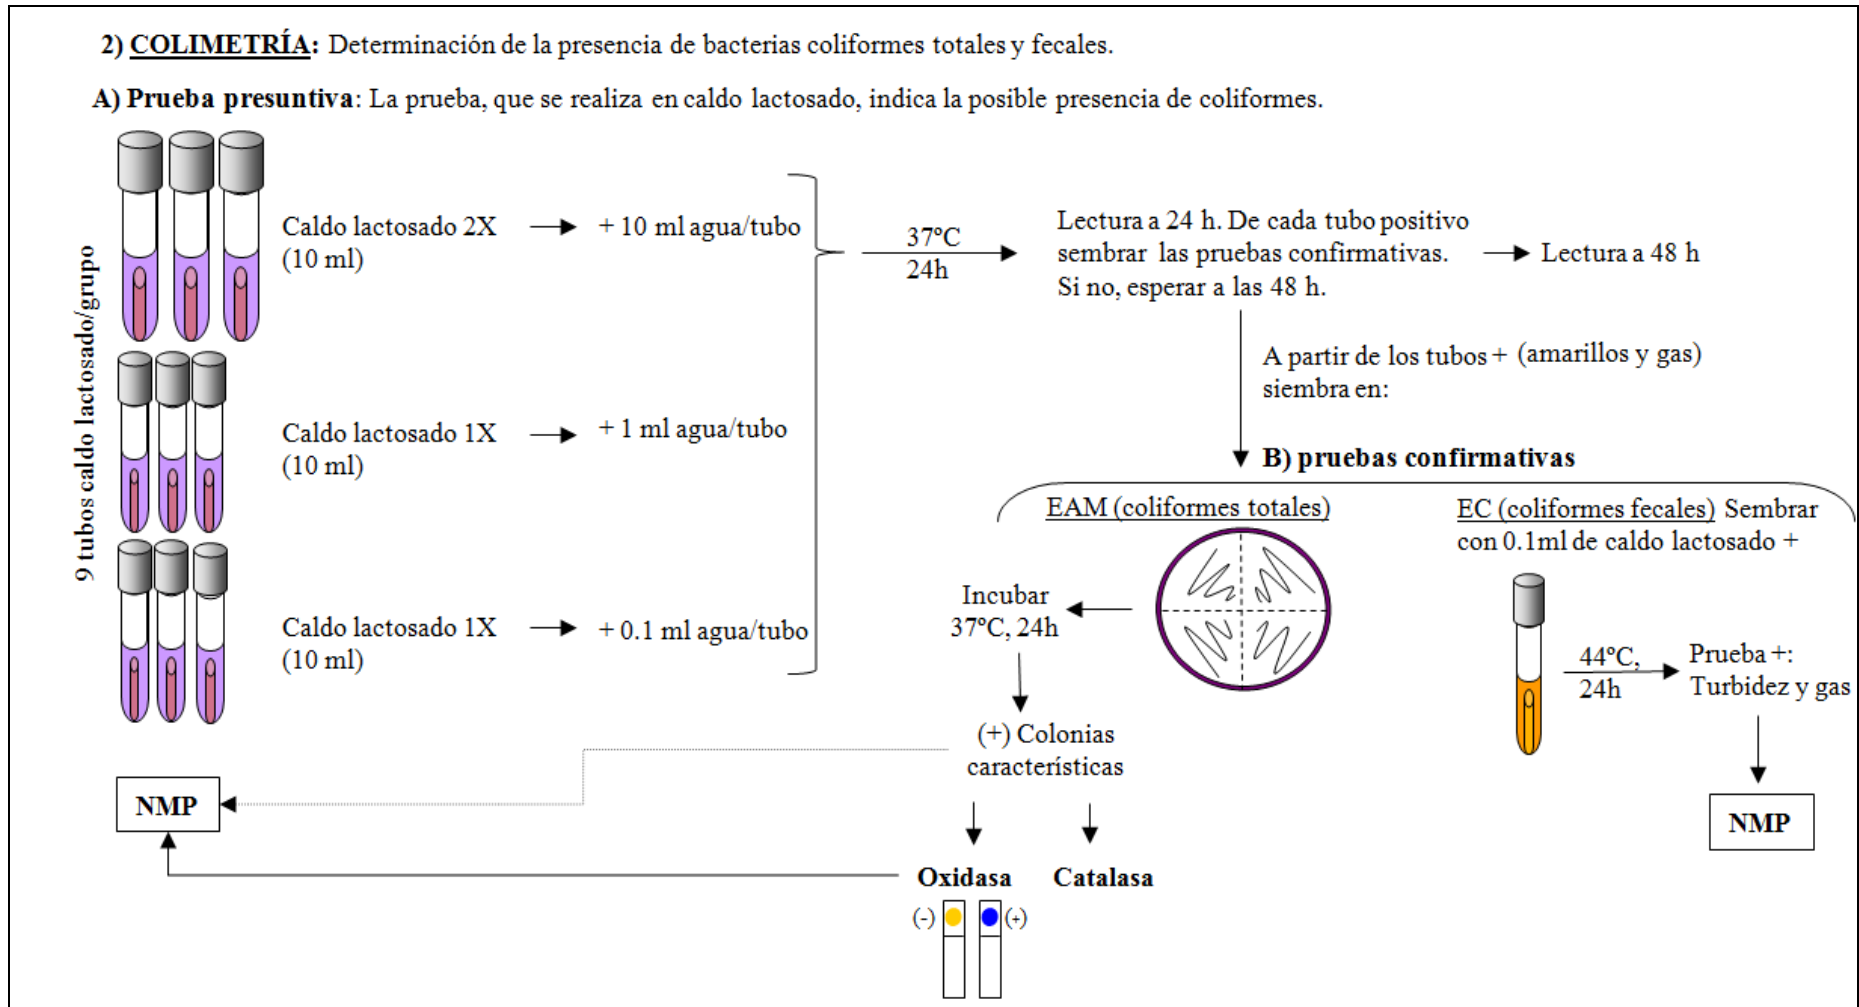 2) COLIMETRÍA: Determinación de la presencia de bacterias coliformes totales y fecales.
A) Prueba presuntiva: La prueba, que se realiza en caldo lactosado, indica la posible presencia de coliformes.
9 tubos caldo lactosado/grupo
Caldo lactosado 2X
(10 ml)
+ 10 ml agua/tubo
Caldo lactosado 1X
(10 ml)
+ 1 ml agua/tubo
Caldo lactosado 1X
(10 ml)
+ 0.1 ml agua/tubo
37ºC
24h
Lectura a 24 h. De cada tubo positivo
sembrar las pruebas confirmativas.
Si no, esperar a las 48 h.
Lectura a 48 h
A partir de los tubos + (amarillos y gas)
siembra en:
B) pruebas confirmativas
EAM (coliformes totales)
Incubar
37ºC, 24h
(+) Colonias
características
Oxidasa
Catalasa
(-)
(+)
NMP
EC (coliformes fecales) Sembrar
con 0.1ml de caldo lactosado +
44ºC,
24h
Prueba +:
Turbidez y gas
NMP